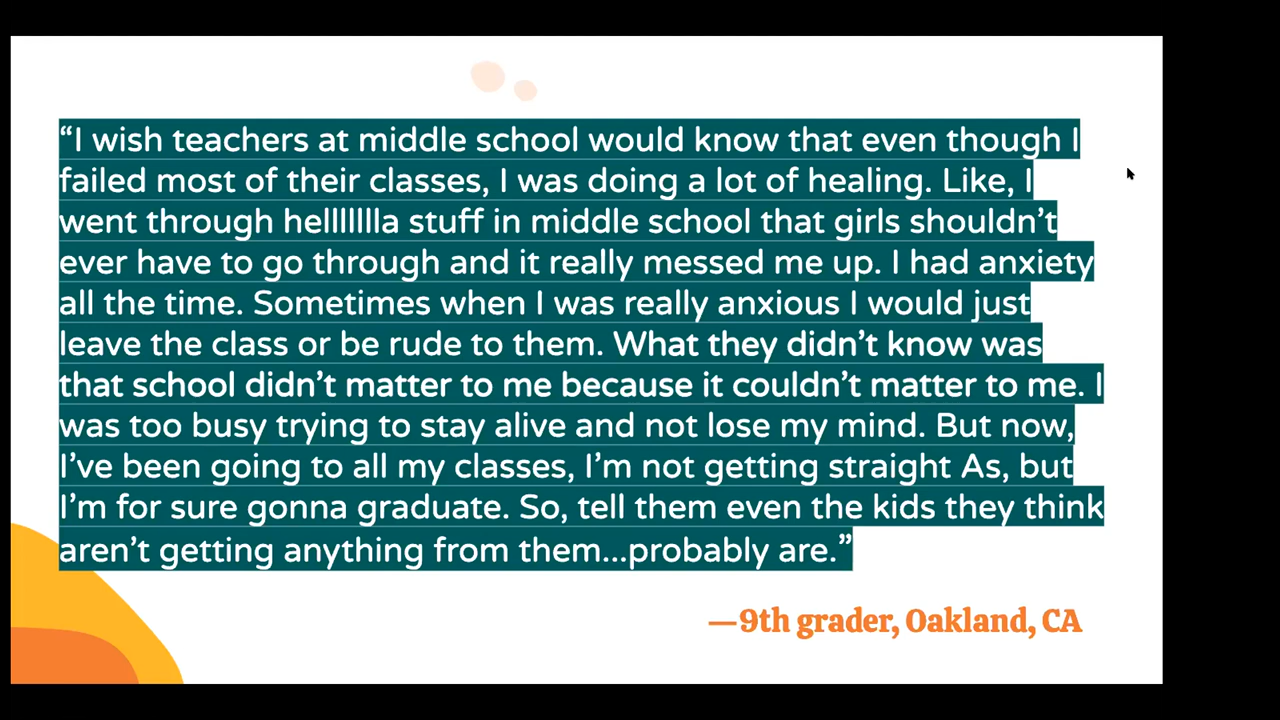 “I wish teachers at middle school would know that even though I
failed most of their classes, I was doing a lot of healing. Like, I
went through helllllla stuff in middle school that girls shouldn’t
ever have to go through and it really messed me up. I had anxiety
all the time. Sometimes when I was really anxious I would just
leave the class or be rude to them. What they didn’t know was
that school didn’t matter to me because it couldn’t matter to me. I
was too busy trying to stay alive and not lose my mind. But now,
I’ve been going to all my classes, I’m not getting straight As, but
I’m for sure gonna graduate. So, tell them even the kids they think
aren’t getting anything from them...probably are.”
—9th grader, Oakland, CA